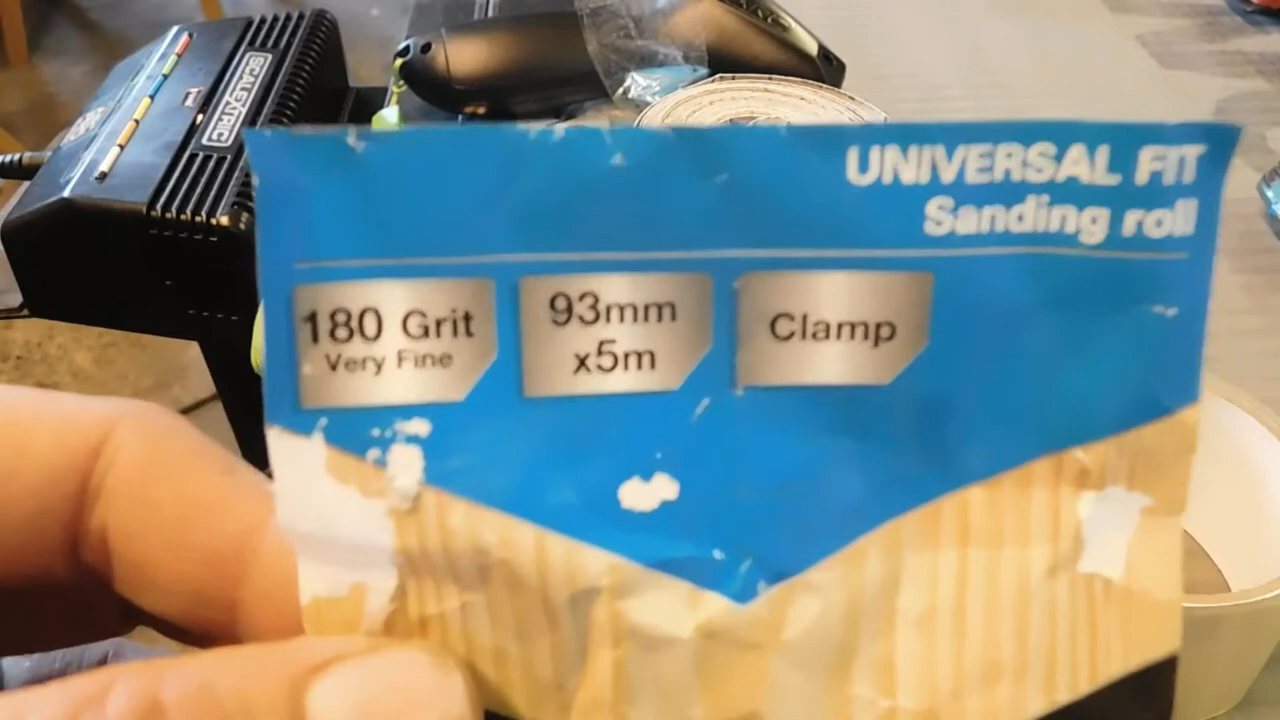 SCALEXTRIC
UNIVERSAL FIT
Sanding roll
180 Grit
Very Fine
93mm
x5m
Clamp